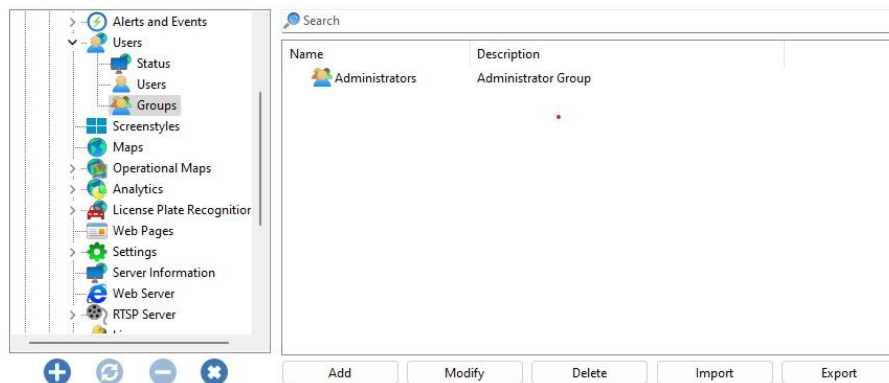 Alerts and Events
Users
Status
Users
Groups
Screenstyles
Maps
Operational Maps
Analytics
License Plate Recognition
Web Pages
Settings
Server Information
Web Server
RTSP Server
Search
Name Description
Administrators Administrator Group
Add Modify Delete Import Export